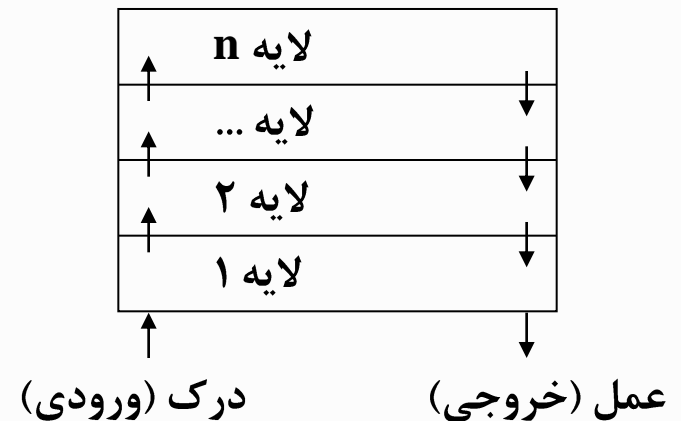 لایه n
لایه ...
لایه ۲
لایه ۱
عمل (خروجی)
درک (ورودی)